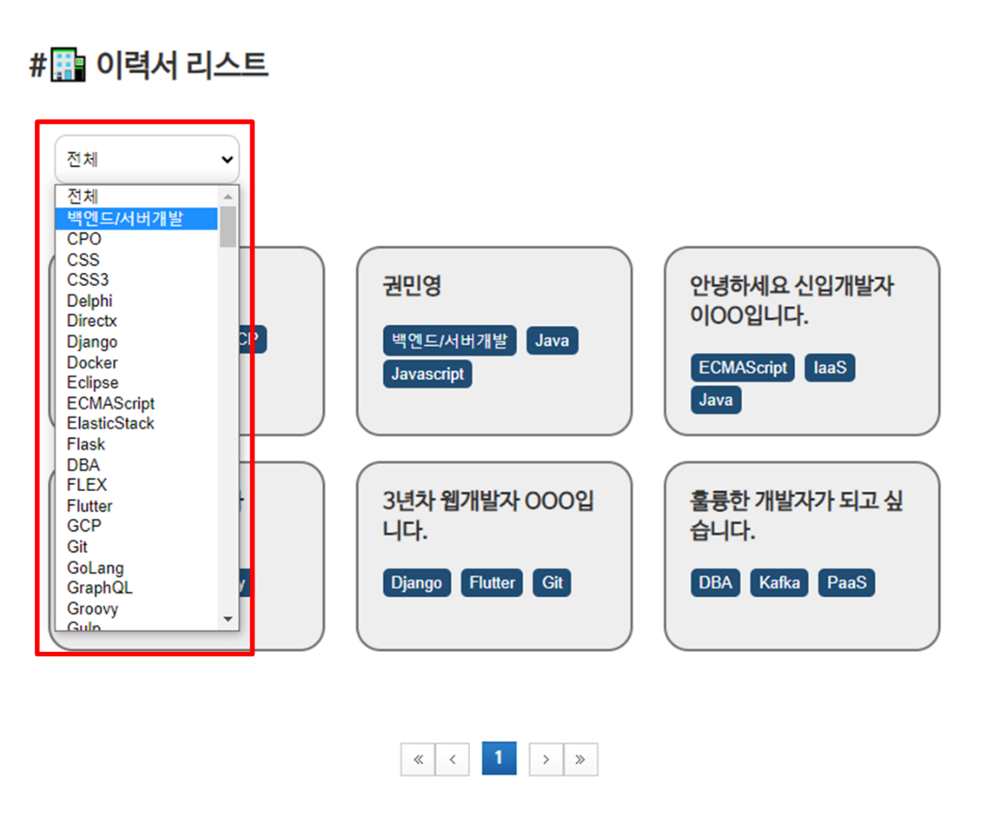 # 이력서 리스트
전체
전체
백엔드/서버개발
CPO
CSS
CSS3
Delphi
Directx
Django
Docker
Eclipse
ECMAScript
ElasticStack
Flask
DBA
FLEX
Flutter
GCP
Git
GoLang
GraphQL
Groovy
Gulp
권민영
백엔드/서버개발 Java
Javascript
안녕하세요 신입개발자
이OO입니다.
ECMAScript IaaS
Java
3년차 웹개발자 OOO입
니다.
Django Flutter Git
훌륭한 개발자가 되고 싶
습니다.
DBA Kafka PaaS
« ‹ 1 › »